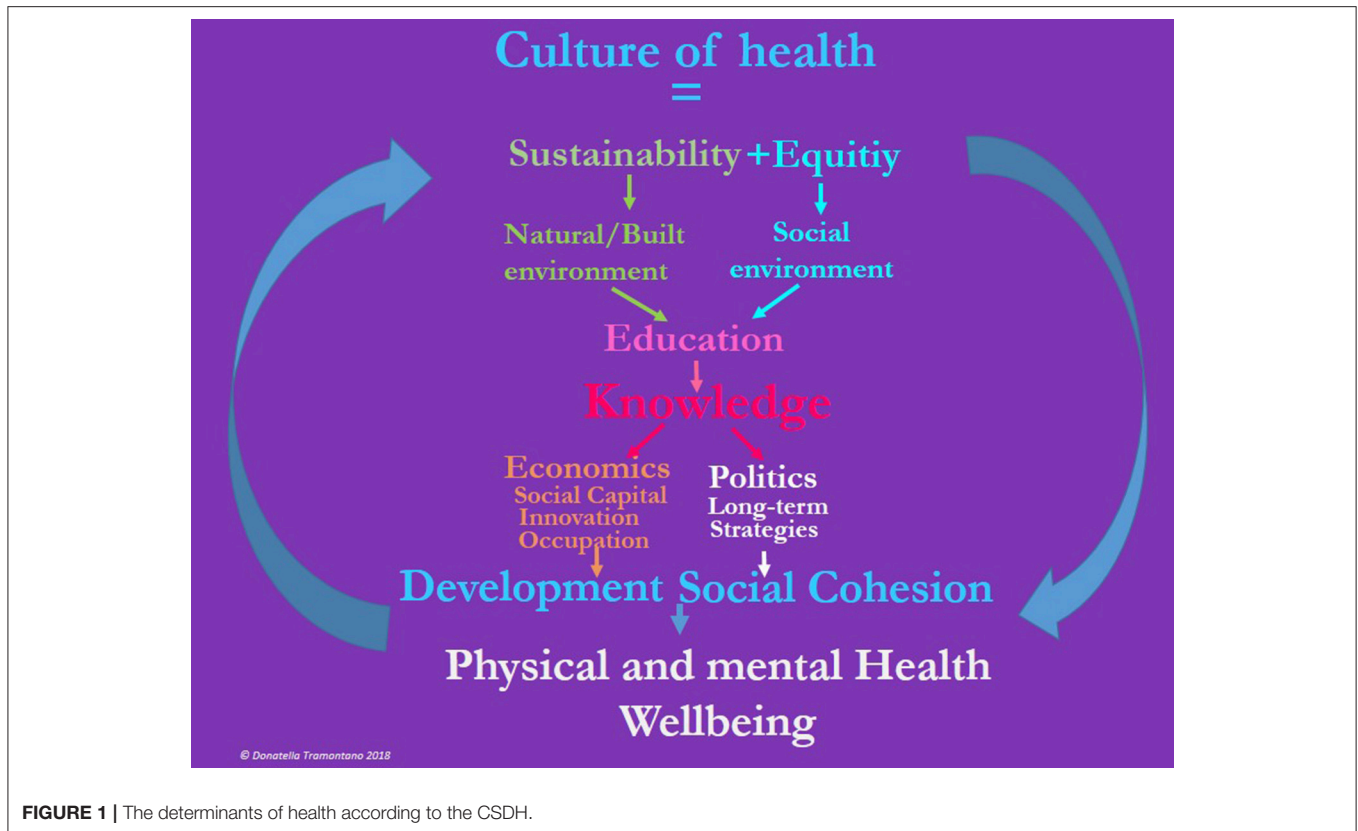 Culture of health
=
Sustainability +Equitiy
Natural/Built
environment
Social
environment
Education
Knowledge
Economics
Social Capital
Innovation
Occupation
Politics
Long-term
Strategies
Development Social Cohesion
Physical and mental Health
Wellbeing
© Donatella Tramontano 2018
FIGURE 1 | The determinants of health according to the CSDH.